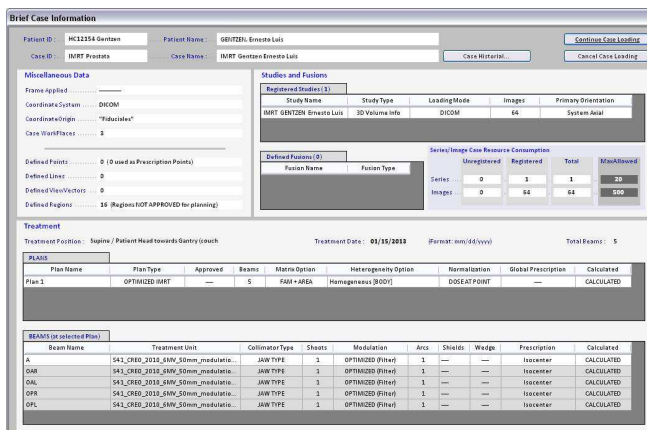 Brief Case Information
Patient ID : HC12154 Gentzen Patient Name : GENTZEN, Ernesto Luis Continue Case Loading
Case ID : IMRT Prostata Case Name : IMRT Gentzen Ernesto Luis Case Historial... Cancel Case Loading
Miscellaneous Data
Frame Applied
Coordinate System DICOM
Coordinate Origin "Fiduciales"
Case WorkPlaces 3
Defined Points 0 (0 used as Prescription Points)
Defined Lines 0
Defined ViewVectors 0
Defined Regions 16 (Regions NOT APPROVED for planning)
Studies and Fusions
Registered Studies (1)
Study Name Study Type Loading Mode Images Primary Orientation
IMRT GENTZEN Ernesto Luis 3D Volume Info DICOM 64 System Axial
Defined Fusions (0)
Fusion Name Fusion Type
Series/Image Case Resource Consumption
Unregistered Registered Total MaxAllowed
Series 0 1 1 20
Images 0 64 64 500
Treatment
Treatment Position : Supine / Patient Head towards Gantry (couch Treatment Date : 01/15/2013 (Format: mm/dd/yyyy) Total Beams : 5
PLANS
Plan Name Plan Type Approved Beams Matrix Option Heterogeneity Option Normalization Global Prescription Calculated
Plan 1 OPTIMIZED IMRT — 5 FAM + AREA Homogeneous [BODY] DOSE AT POINT — CALCULATED
BEAMS (at selected Plan)
Beam Name Treatment Unit Collimator Type Shoots Modulation Arcs Shields Wedge Prescription Calculated
A S41_CRE0_2010_6MV_50mm_modulatio... JAW TYPE 1 OPTIMIZED (Filter) 1 — — Isocenter CALCULATED
OAR S41_CRE0_2010_6MV_50mm_modulatio... JAW TYPE 1 OPTIMIZED (Filter) 1 — — Isocenter CALCULATED
OAL S41_CRE0_2010_6MV_50mm_modulatio... JAW TYPE 1 OPTIMIZED (Filter) 1 — — Isocenter CALCULATED
OPR S41_CRE0_2010_6MV_50mm_modulatio... JAW TYPE 1 OPTIMIZED (Filter) 1 — — Isocenter CALCULATED
OPL S41_CRE0_2010_6MV_50mm_modulatio... JAW TYPE 1 OPTIMIZED (Filter) 1 — — Isocenter CALCULATED